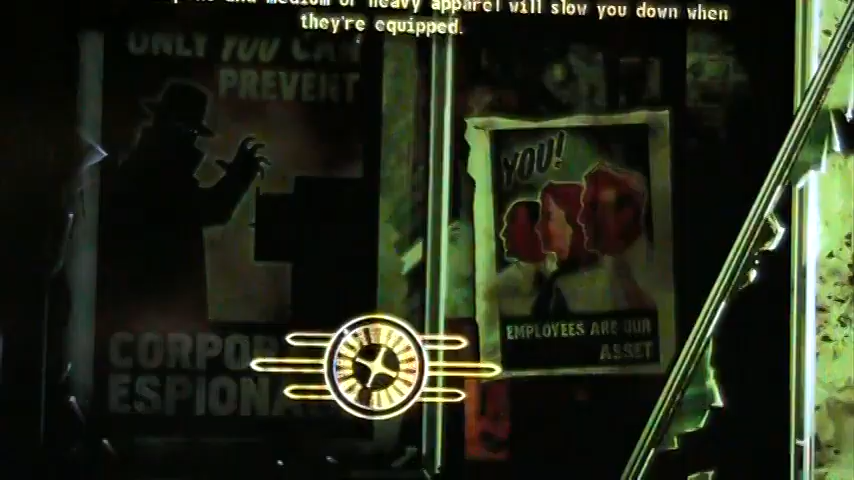 and medium or heavy apparel will slow you down when
they're equipped.
ONLY YOU CAN
PREVENT
CORPOR
ESPIONA
YOU!
EMPLOYEES ARE OUR
ASSET